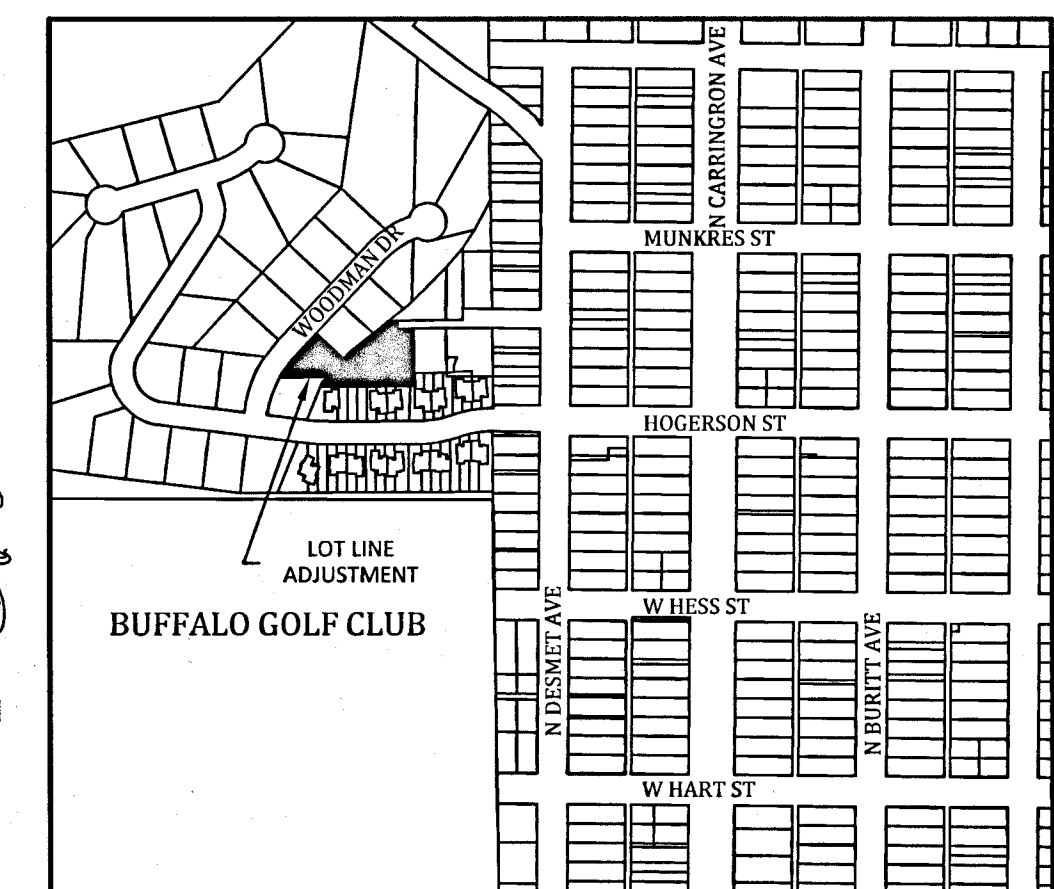 N CARRINGRON AVE
MUNKRES ST
WOODMAN DR
HOGERSON ST
LOT LINE
ADJUSTMENT
BUFFALO GOLF CLUB
N DESMET AVE
W HESS ST
N BURITT AVE
W HART ST